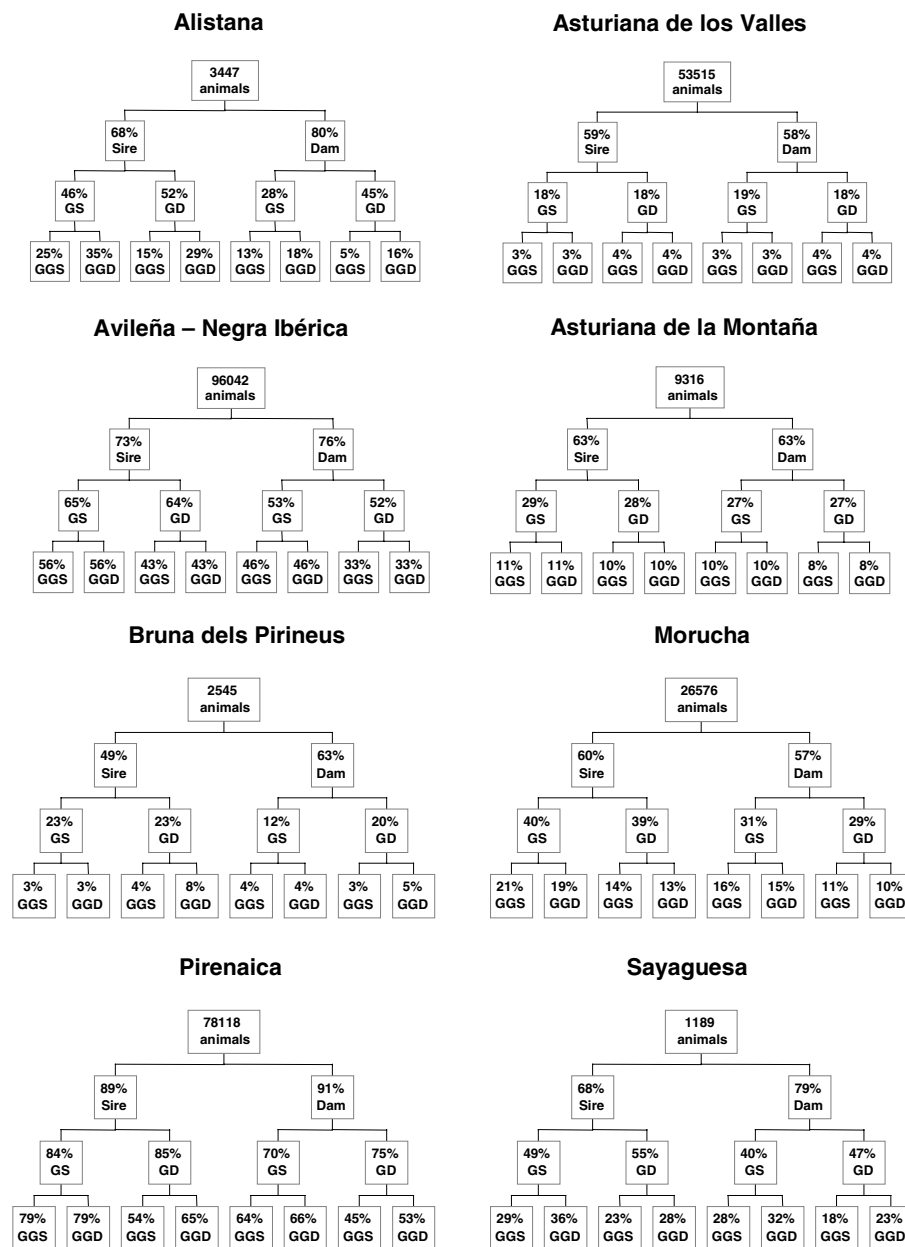 Alistana
3447
animals
68%
Sire
80%
Dam
46%
GS
52%
GD
28%
GS
45%
GD
25%
GGS
35%
GGD
15%
GGS
29%
GGD
13%
GGS
18%
GGD
5%
GGS
16%
GGD
Asturiana de los Valles
53515
animals
59%
Sire
58%
Dam
18%
GS
18%
GD
19%
GS
18%
GD
3%
GGS
3%
GGD
4%
GGS
4%
GGD
3%
GGS
3%
GGD
4%
GGS
4%
GGD
Avileña – Negra Ibérica
96042
animals
73%
Sire
76%
Dam
65%
GS
64%
GD
53%
GS
52%
GD
56%
GGS
56%
GGD
43%
GGS
43%
GGD
46%
GGS
46%
GGD
33%
GGS
33%
GGD
Asturiana de la Montaña
9316
animals
63%
Sire
63%
Dam
29%
GS
28%
GD
27%
GS
27%
GD
11%
GGS
11%
GGD
10%
GGS
10%
GGD
10%
GGS
10%
GGD
8%
GGS
8%
GGD
Bruna dels Pirineus
2545
animals
49%
Sire
63%
Dam
23%
GS
23%
GD
12%
GS
20%
GD
3%
GGS
3%
GGD
4%
GGS
8%
GGD
4%
GGS
4%
GGD
3%
GGS
5%
GGD
Morucha
26576
animals
60%
Sire
57%
Dam
40%
GS
39%
GD
31%
GS
29%
GD
21%
GGS
19%
GGD
14%
GGS
13%
GGD
16%
GGS
15%
GGD
11%
GGS
10%
GGD
Pirenaica
78118
animals
89%
Sire
91%
Dam
84%
GS
85%
GD
70%
GS
75%
GD
79%
GGS
79%
GGD
54%
GGS
65%
GGD
64%
GGS
66%
GGD
45%
GGS
53%
GGD
Sayaguesa
1189
animals
68%
Sire
79%
Dam
49%
GS
55%
GD
40%
GS
47%
GD
29%
GGS
36%
GGD
23%
GGS
28%
GGD
28%
GGS
32%
GGD
18%
GGS
23%
GGD